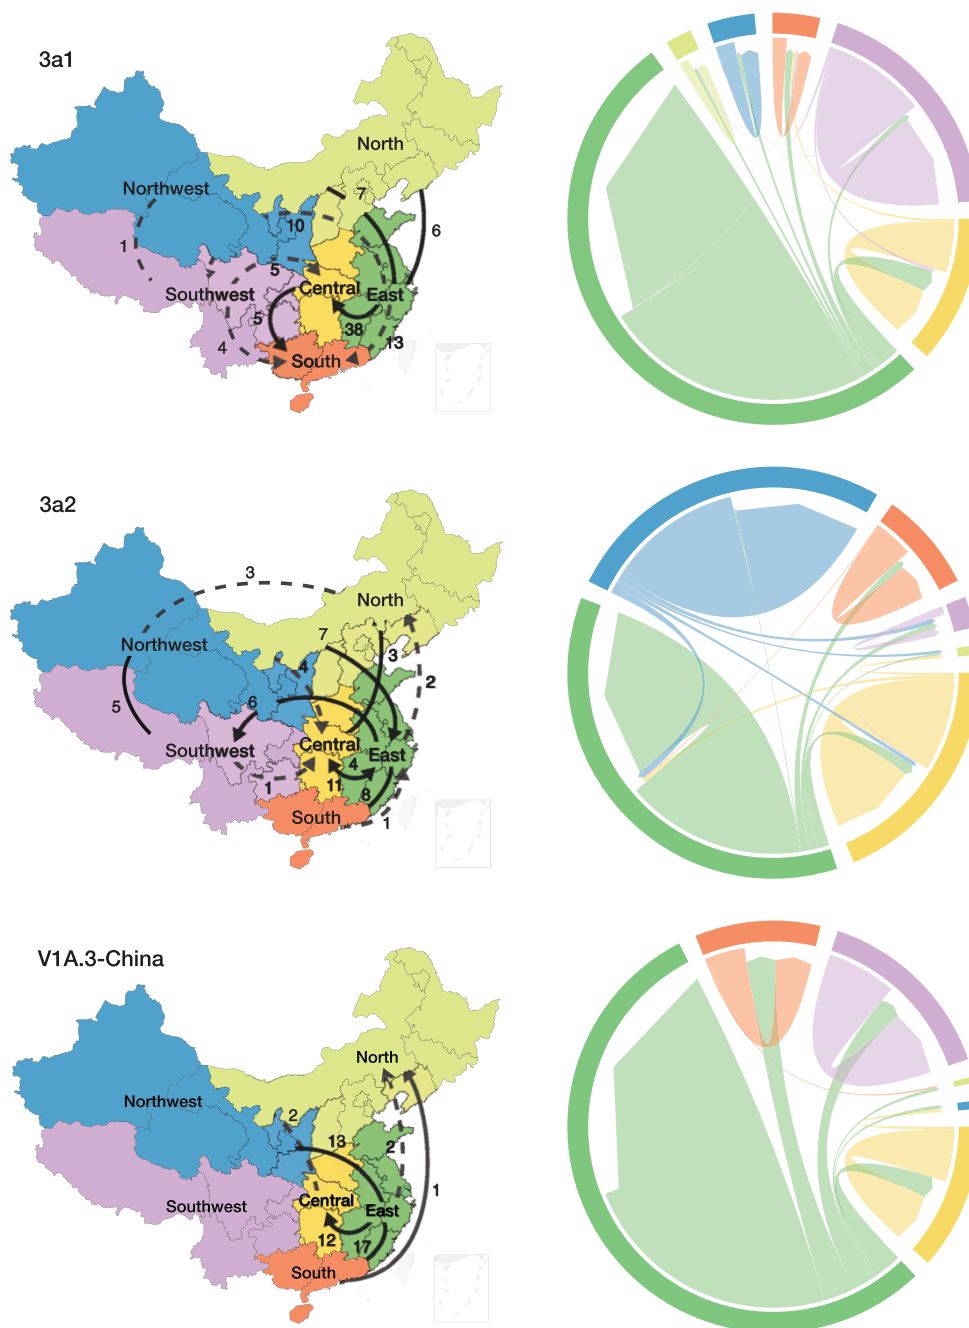 3a1
North
7
Northwest
10
6
1
5
Southwest
Central
East
5
38
4
13
South
3a2
3
North
Northwest
7
3
4
2
5
6
Southwest
Central
East
4
1
11
8
South
1
V1A.3-China
North
Northwest
2
13
2
1
Southwest
Central
East
12
17
South